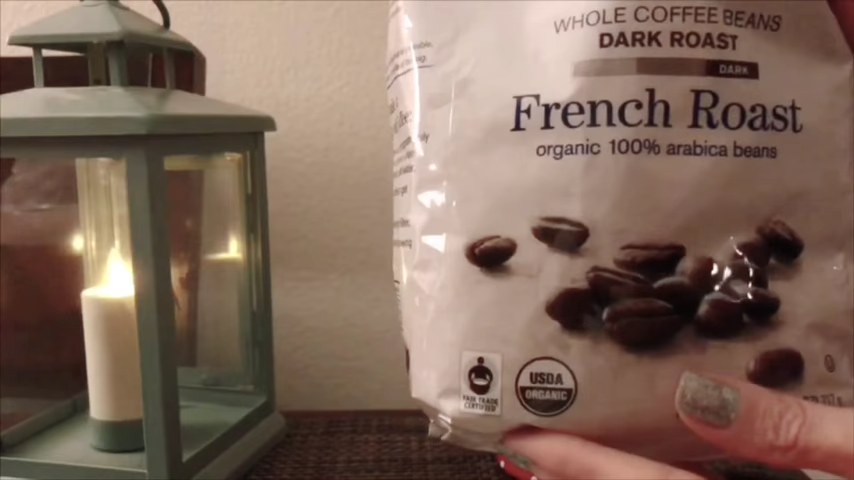 WHOLE COFFEE BEANS
DARK ROAST
DARK
French Roast
organic 100% arabica beans
FAIR TRADE
CERTIFIED
USDA
ORGANIC